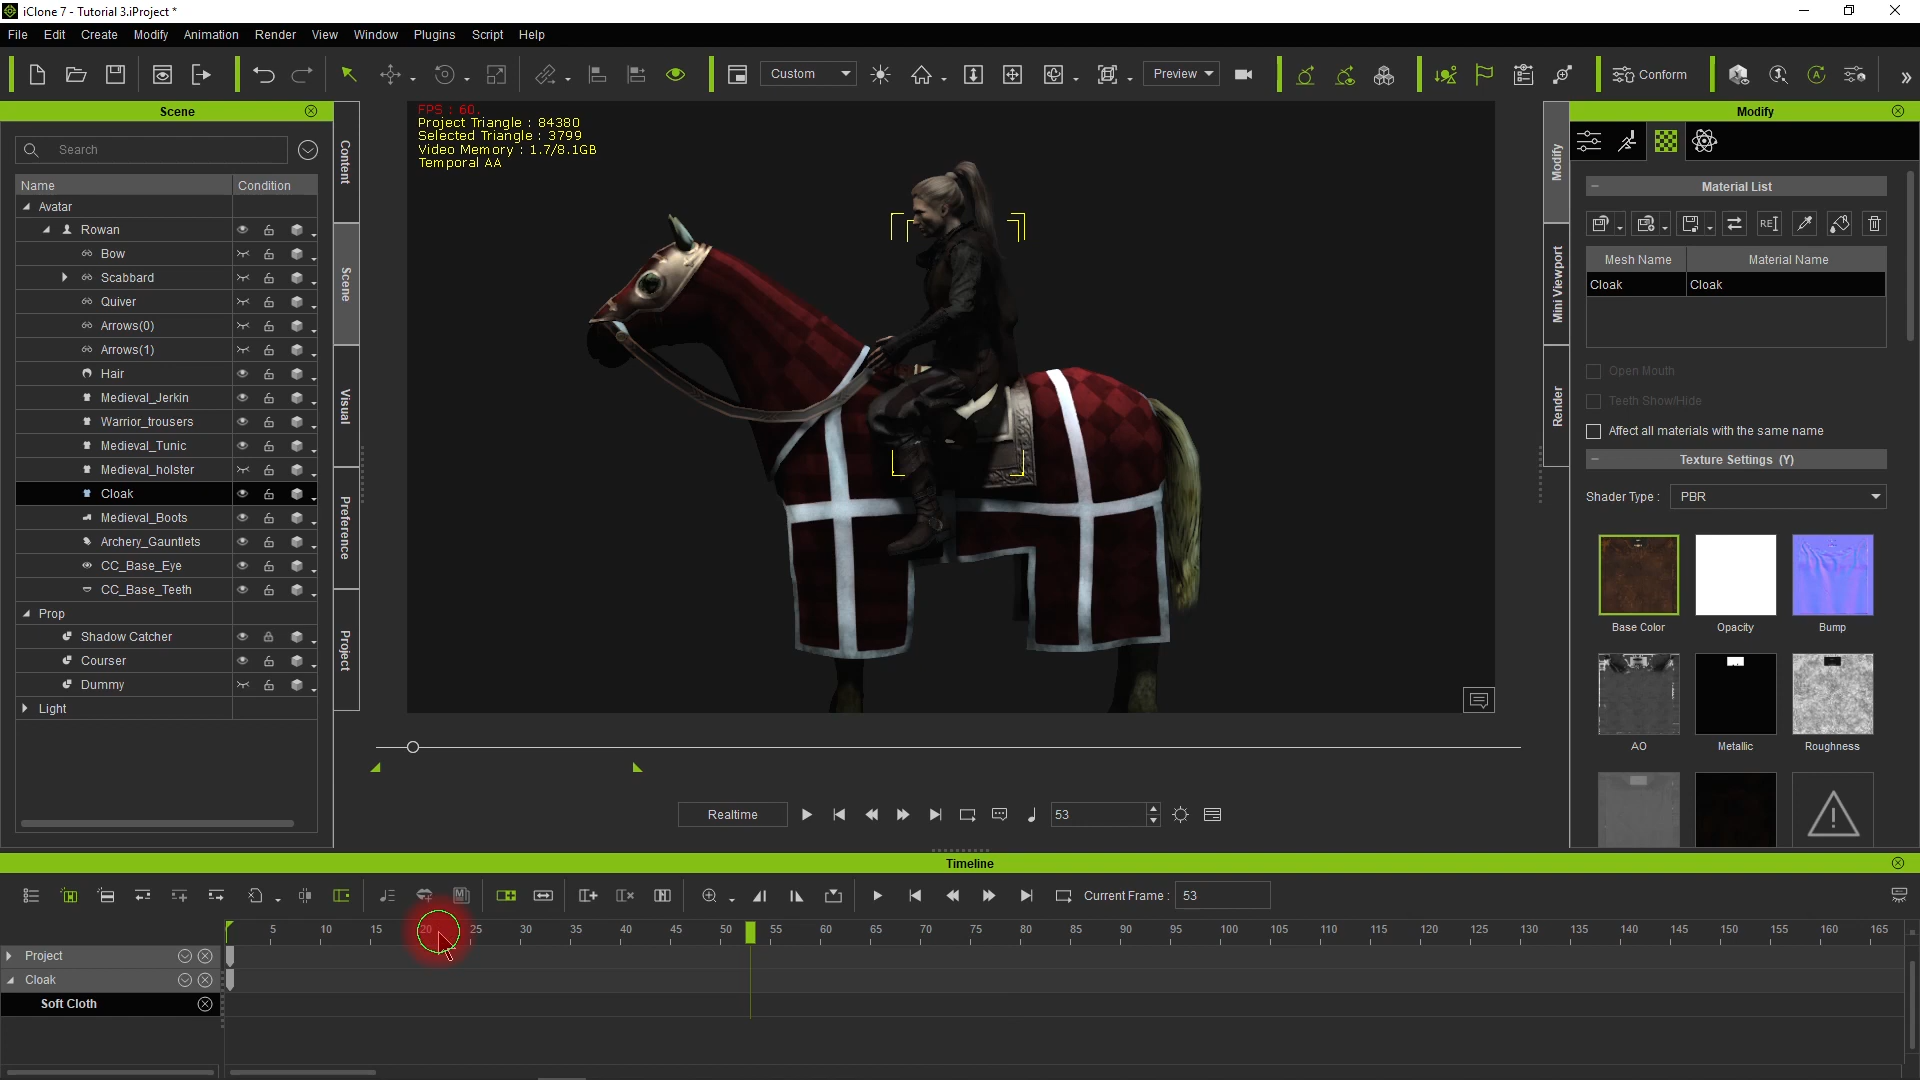 iClone 7 - Tutorial 3.iProject *
File Edit Create Modify Animation Render View Window Plugins Script Help
Custom Preview Conform
Scene
Search
Name Condition
Avatar
Rowan
Bow
Scabbard
Quiver
Arrows(0)
Arrows(1)
Hair
Medieval_Jerkin
Warrior_trousers
Medieval_Tunic
Medieval_holster
Cloak
Medieval_Boots
Archery_Gauntlets
CC_Base_Eye
CC_Base_Teeth
Prop
Shadow Catcher
Courser
Dummy
Light
Content
Scene
Visual
Preference
Project
FPS : 60.
Project Triangle : 84380
Selected Triangle : 3799
Video Memory : 1.7/8.1GB
Temporal AA
Modify
Mini Viewport
Render
Modify
Material List
Mesh Name Material Name
Cloak Cloak
Open Mouth
Teeth Show/Hide
Affect all materials with the same name
Texture Settings (Y)
Shader Type : PBR
Base Color Opacity Bump
AO Metallic Roughness
Realtime 53
Timeline
Current Frame : 53
5 10 15 20 25 30 35 40 45 50 55 60 65 70 75 80 85 90 95 100 105 110 115 120 125 130 135 140 145 150 155 160 165
Project
Cloak
Soft Cloth